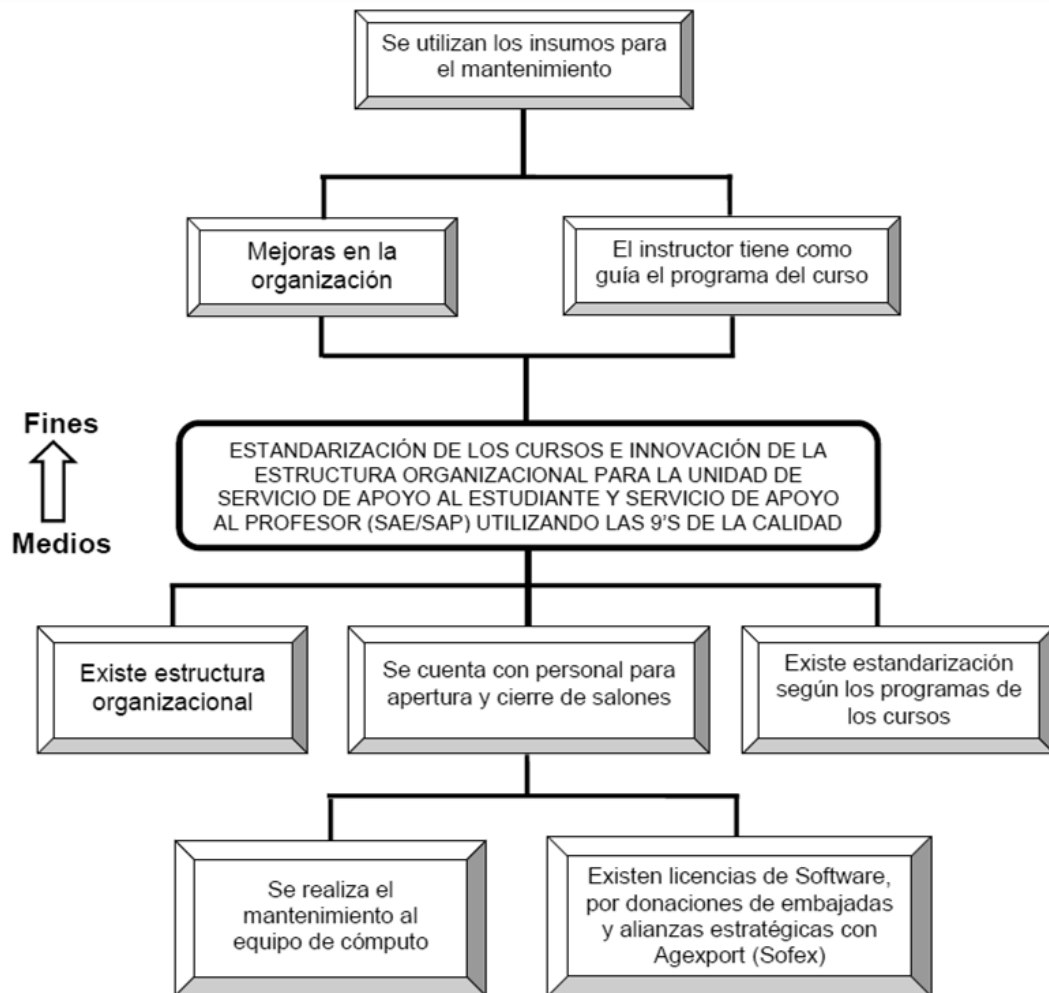 Se utilizan los insumos para
el mantenimiento
Mejoras en la
organización
El instructor tiene como
guía el programa del curso
Fines
Medios
ESTANDARIZACIÓN DE LOS CURSOS E INNOVACIÓN DE LA
ESTRUCTURA ORGANIZACIONAL PARA LA UNIDAD DE
SERVICIO DE APOYO AL ESTUDIANTE Y SERVICIO DE APOYO
AL PROFESOR (SAE/SAP) UTILIZANDO LAS 9'S DE LA CALIDAD
Existe estructura
organizacional
Se cuenta con personal para
apertura y cierre de salones
Existe estandarización
según los programas de
los cursos
Se realiza el
mantenimiento al
equipo de cómputo
Existen licencias de Software,
por donaciones de embajadas
y alianzas estratégicas con
Agexport (Sofex)